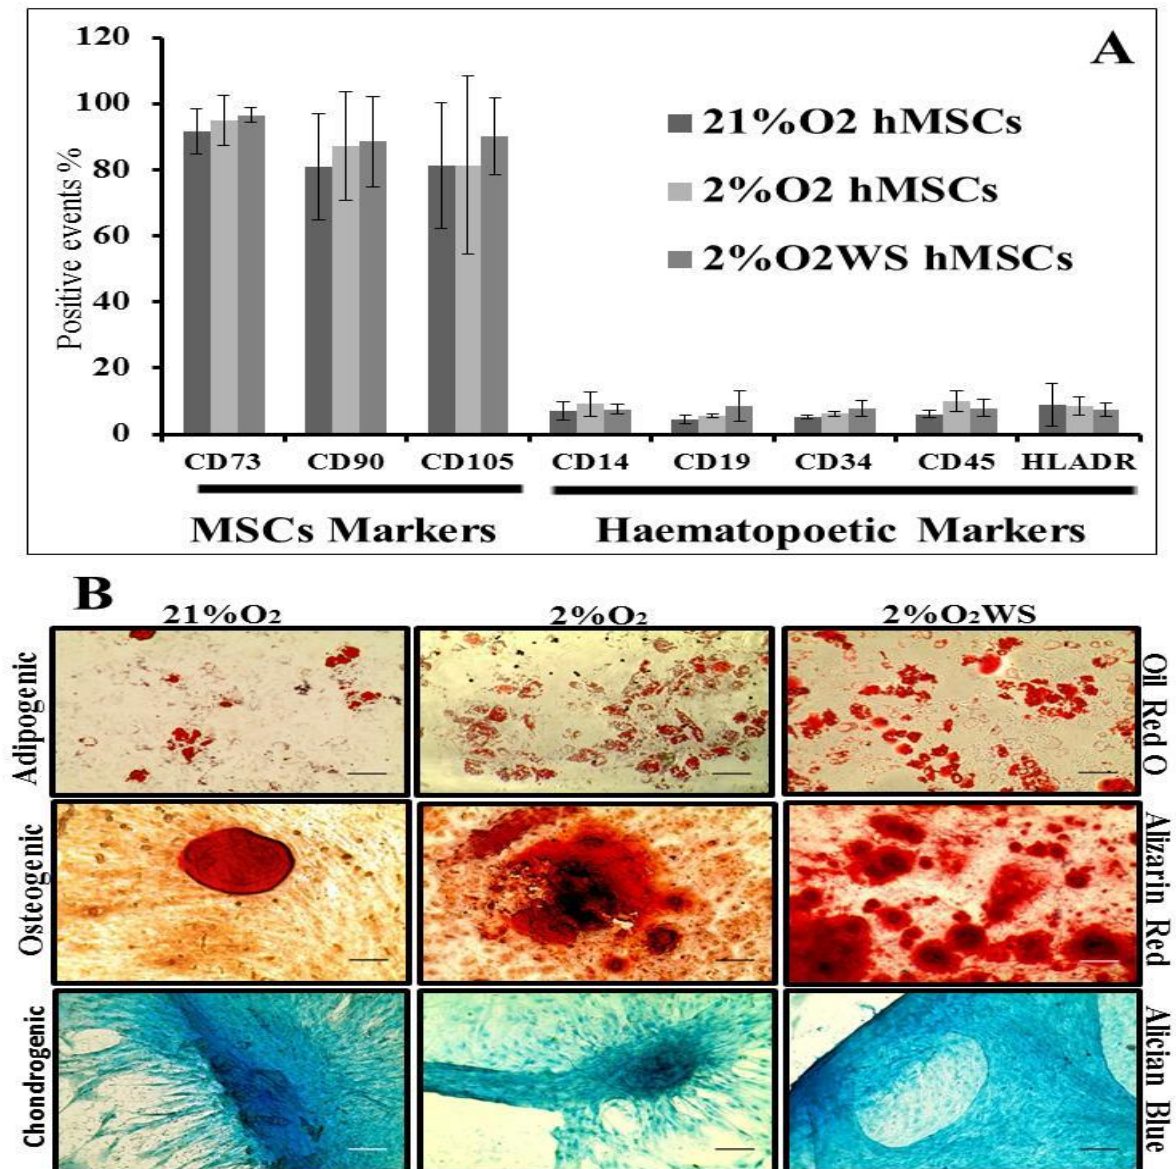 A
120
100
80
60
40
20
0
Positive events %
21%O2 hMSCs
2%O2 hMSCs
2%O2WS hMSCs
CD73 CD90 CD105 CD14 CD19 CD34 CD45 HLADR
MSCs Markers Haematopoetic Markers
B
21%O2 2%O2 2%O2WS
Adipogenic
Oil Red O
Osteogenic
Alizarin Red
Chondrogenic
Alician Blue